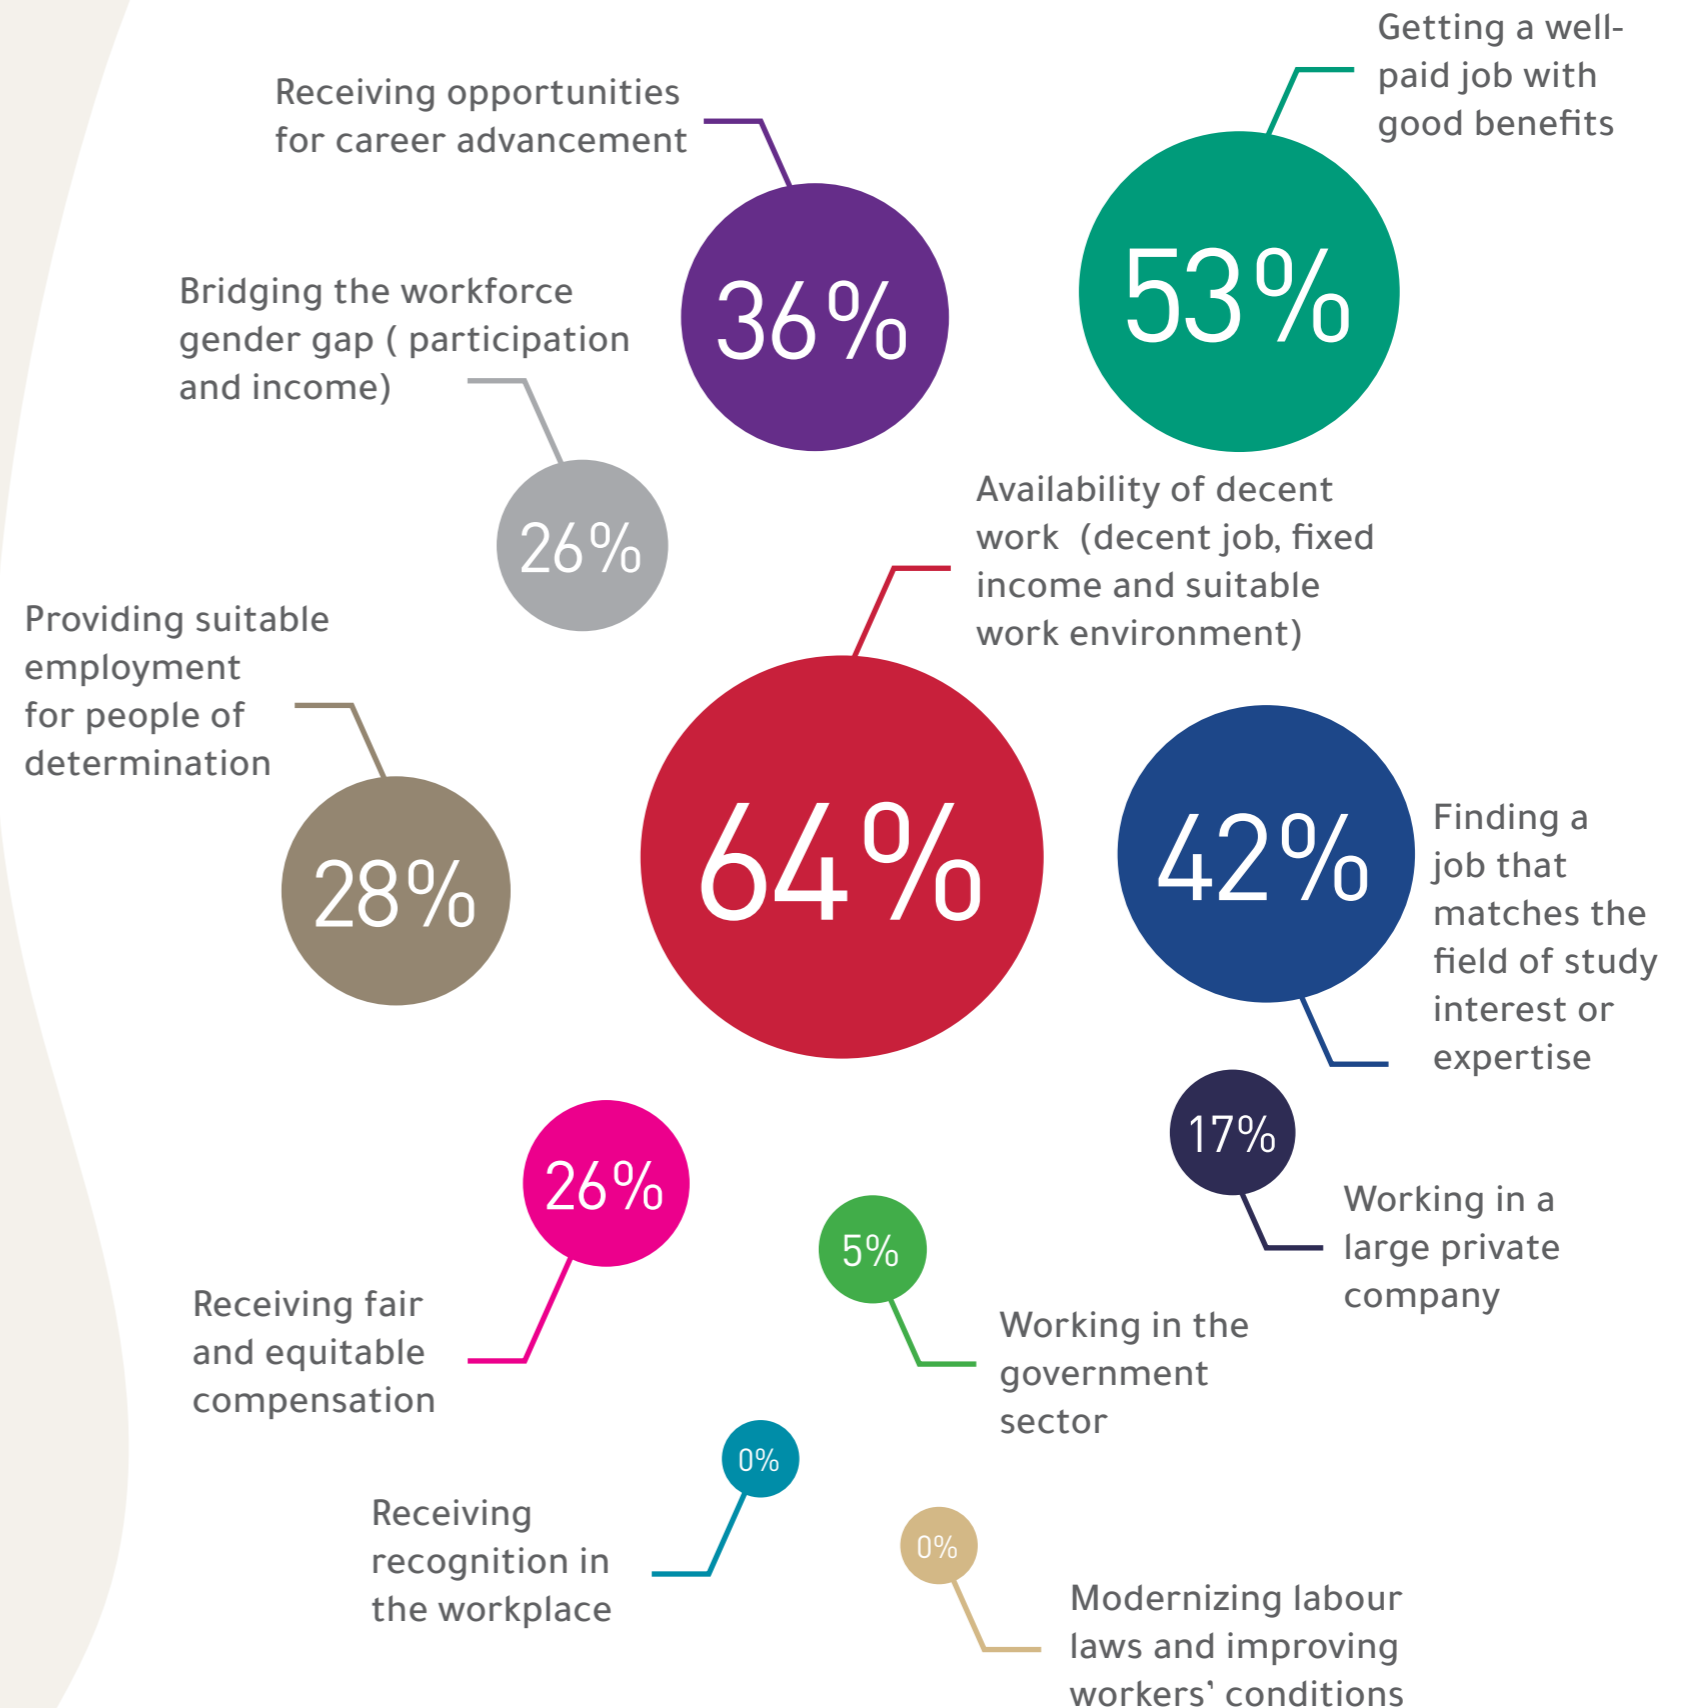 Getting a well-
paid job with
good benefits
53%
Receiving opportunities
for career advancement
36%
Bridging the workforce
gender gap ( participation
and income)
26%
Availability of decent
work  (decent job, fixed
income and suitable
work environment)
64%
Providing suitable
employment
for people of
determination
28%
42%
Finding a
job that
matches the
field of study
interest or
expertise
17%
Working in a
large private
company
26%
Receiving fair
and equitable
compensation
5%
Working in the
government
sector
0%
Receiving
recognition in
the workplace
0%
Modernizing labour
laws and improving
workers’ conditions